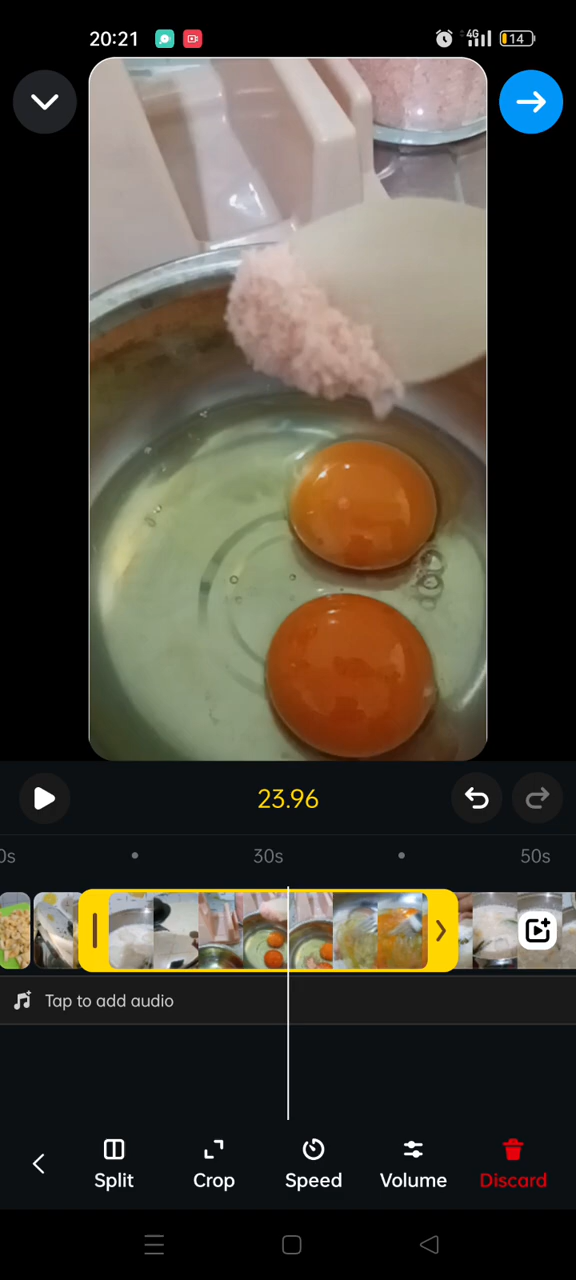 20:21 4G 14
23.96
0s 30s 50s
Tap to add audio
Split Crop Speed Volume Discard